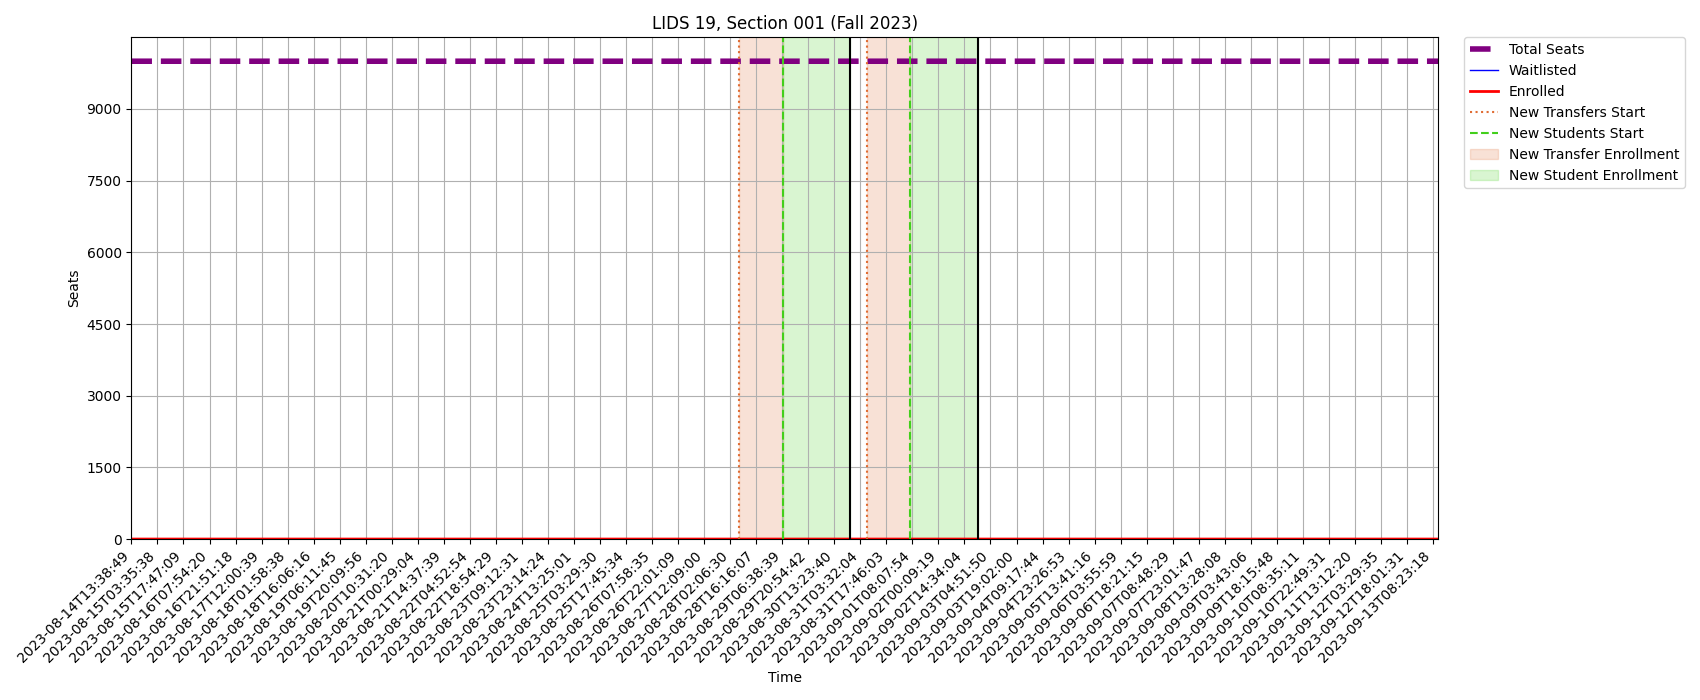 LIDS 19, Section 001 (Fall 2023)
Total Seats
Waitlisted
Enrolled
New Transfers Start
New Students Start
New Transfer Enrollment
New Student Enrollment
Seats
9000
7500
6000
4500
3000
1500
0
2023-08-14T13:38:49
2023-08-15T03:35:38
2023-08-15T17:47:09
2023-08-16T07:54:20
2023-08-16T21:51:18
2023-08-17T12:00:39
2023-08-18T01:58:38
2023-08-18T16:06:16
2023-08-19T06:11:45
2023-08-19T20:09:56
2023-08-20T10:31:20
2023-08-21T00:29:04
2023-08-21T14:37:39
2023-08-22T04:52:54
2023-08-22T18:54:29
2023-08-23T09:12:31
2023-08-23T23:14:24
2023-08-24T13:25:01
2023-08-25T03:29:30
2023-08-25T17:45:34
2023-08-26T07:58:35
2023-08-26T22:01:09
2023-08-27T12:09:00
2023-08-28T02:06:30
2023-08-28T16:16:07
2023-08-29T06:38:39
2023-08-29T20:54:42
2023-08-30T13:23:40
2023-08-31T03:32:04
2023-08-31T17:46:03
2023-09-01T08:07:54
2023-09-02T00:09:19
2023-09-02T14:34:04
2023-09-03T04:51:50
2023-09-03T19:02:00
2023-09-04T09:17:44
2023-09-04T23:26:53
2023-09-05T13:41:16
2023-09-06T03:55:59
2023-09-06T18:21:15
2023-09-07T08:48:29
2023-09-07T23:01:47
2023-09-08T13:28:08
2023-09-09T03:43:06
2023-09-09T18:15:48
2023-09-10T08:35:11
2023-09-10T22:49:31
2023-09-11T13:12:20
2023-09-12T03:29:35
2023-09-12T18:01:31
2023-09-13T08:23:18
Time